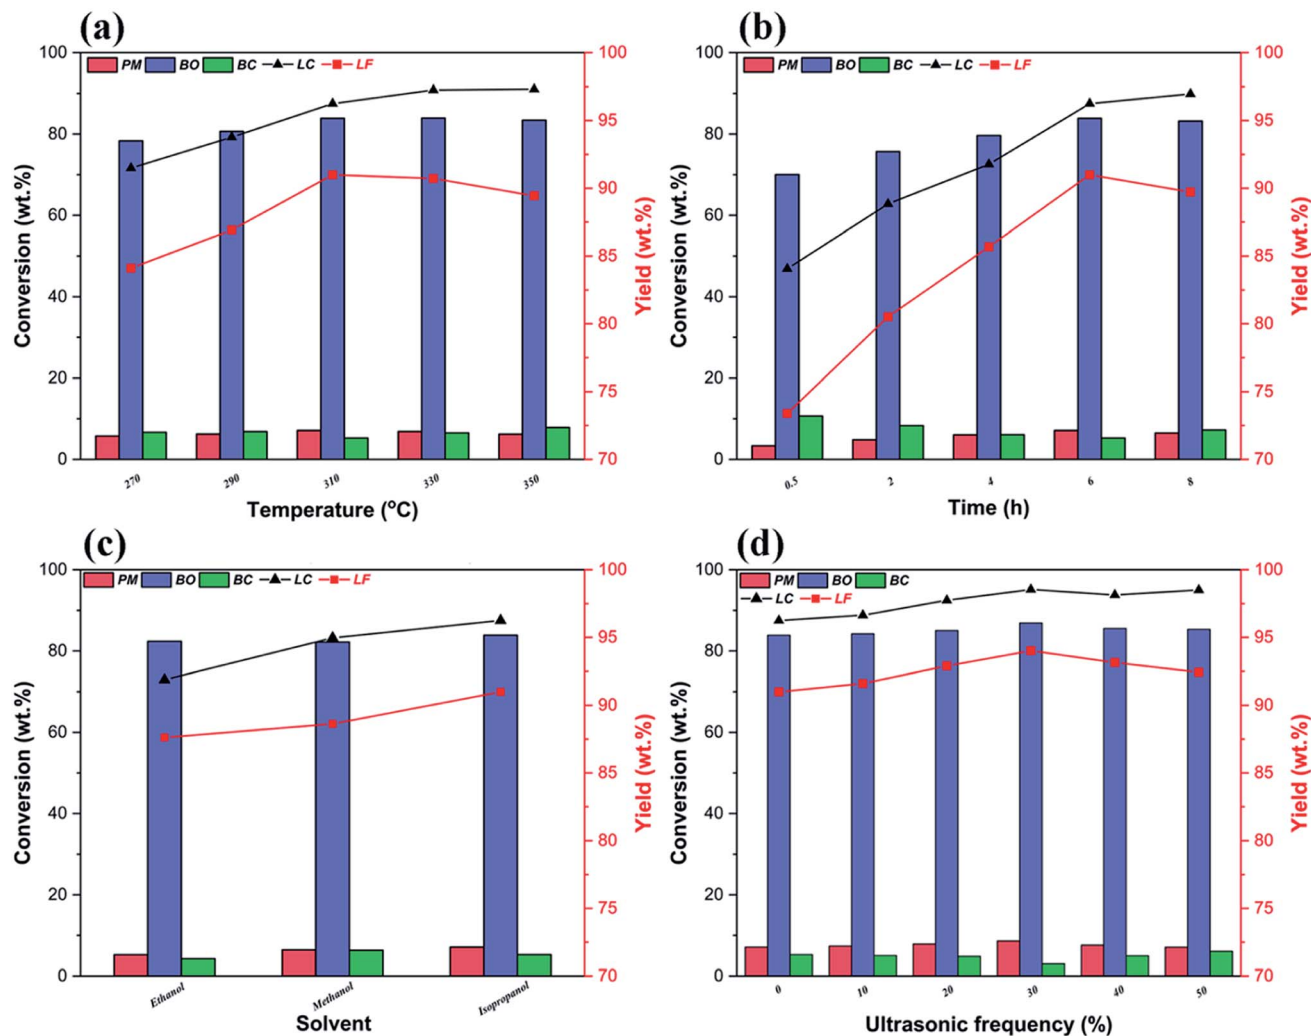 (a)
PM BO BC LC LF
100
80
60
40
20
0
Conversion (wt.%)
100
95
90
85
80
75
70
Yield (wt.%)
270 290 310 330 350
Temperature (°C)
(b)
PM BO BC LC LF
100
80
60
40
20
0
Conversion (wt.%)
100
95
90
85
80
75
70
Yield (wt.%)
0.5 2 4 6 8
Time (h)
(c)
PM BO BC LC LF
100
80
60
40
20
0
Conversion (wt.%)
100
95
90
85
80
75
70
Yield (wt.%)
Ethanol Methanol Isopropanol
Solvent
(d)
PM BO BC
LC LF
100
80
60
40
20
0
Conversion (wt.%)
100
95
90
85
80
75
70
Yield (wt.%)
0 10 20 30 40 50
Ultrasonic frequency (%)